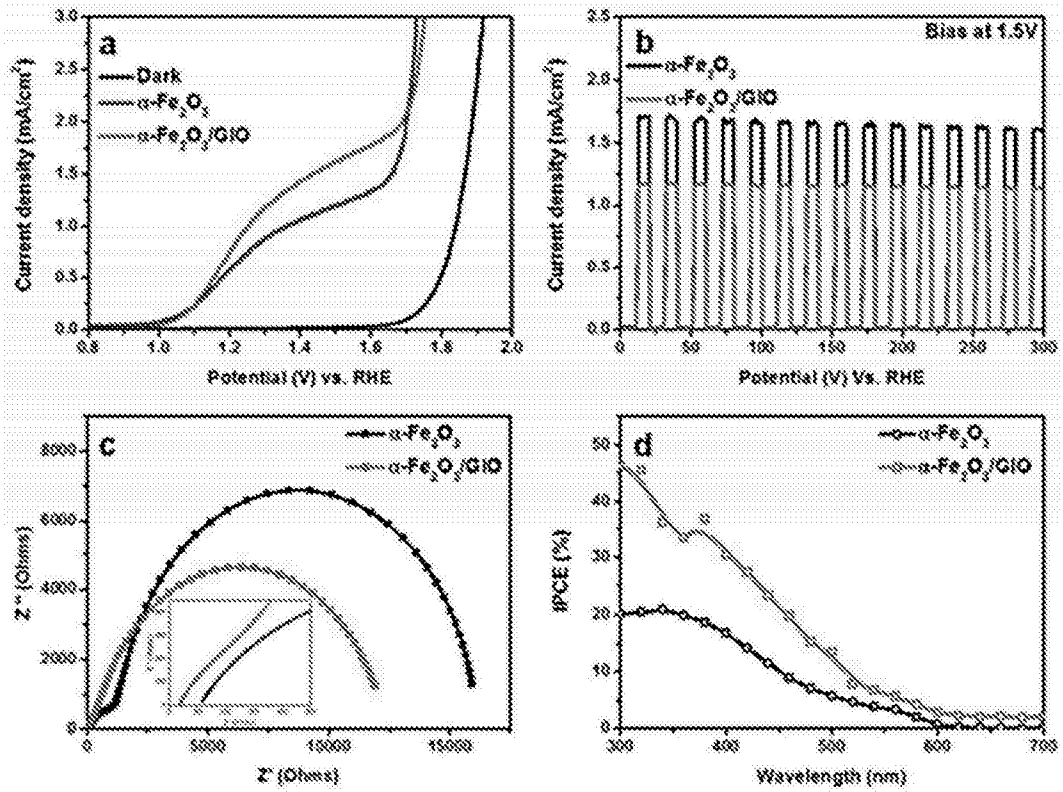 a
Dark
α-Fe₂O₃
α-Fe₂O₃/GIO
3.0
2.5
2.0
1.5
1.0
0.5
0.0
Current density (mA/cm²)
0.8 1.0 1.2 1.4 1.6 1.8 2.0
Potential (V) vs. RHE
b
Bias at 1.5V
α-Fe₂O₃
α-Fe₂O₃/GIO
2.5
2.0
1.5
1.0
0.5
0.0
Current density (mA/cm²)
0 50 100 150 200 250 300
Potential (V) Vs. RHE
c
α-Fe₂O₃
α-Fe₂O₃/GIO
8000
6000
4000
2000
0
Z'' (Ohms)
0 5000 10000 15000
Z' (Ohms)
d
α-Fe₂O₃
α-Fe₂O₃/GIO
50
40
30
20
10
0
IPCE (%)
300 400 500 600 700
Wavelength (nm)